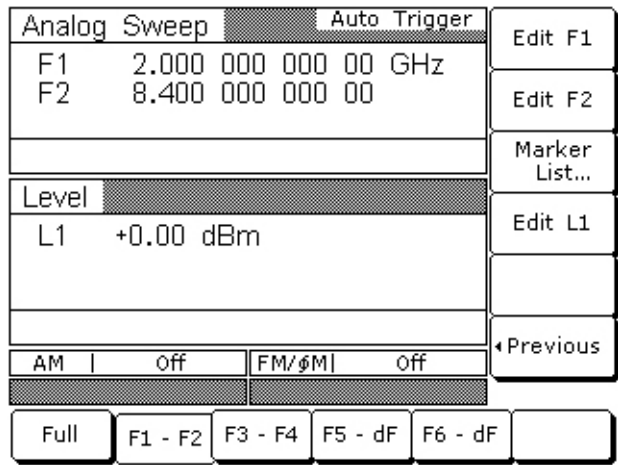 Analog Sweep
Auto Trigger
F1 2.000 000 000 00 GHz
F2 8.400 000 000 00
Level
L1 +0.00 dBm
AM | Off
FM/ϕM| Off
Edit F1
Edit F2
Marker
List...
Edit L1
Previous
Full
F1 - F2
F3 - F4
F5 - dF
F6 - dF